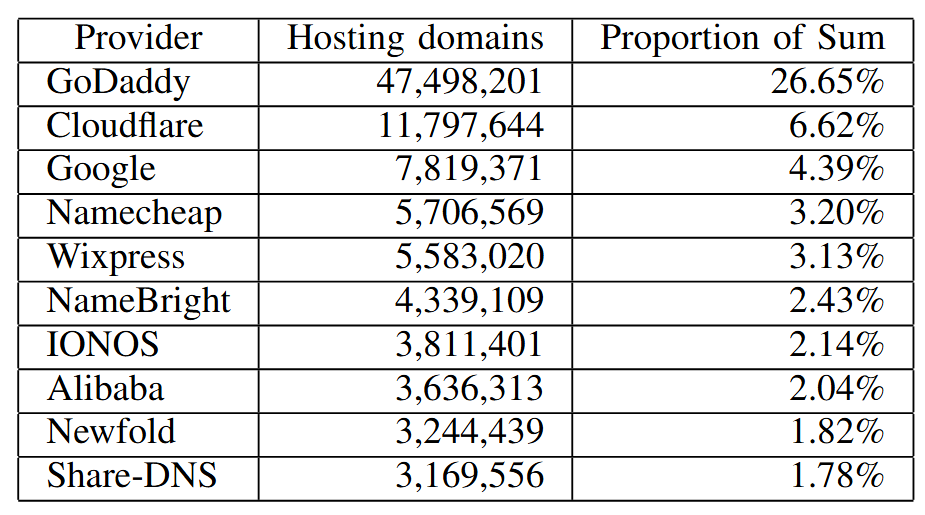 Provider Hosting domains Proportion of Sum
GoDaddy 47,498,201 26.65%
Cloudflare 11,797,644 6.62%
Google 7,819,371 4.39%
Namecheap 5,706,569 3.20%
Wixpress 5,583,020 3.13%
NameBright 4,339,109 2.43%
IONOS 3,811,401 2.14%
Alibaba 3,636,313 2.04%
Newfold 3,244,439 1.82%
Share-DNS 3,169,556 1.78%